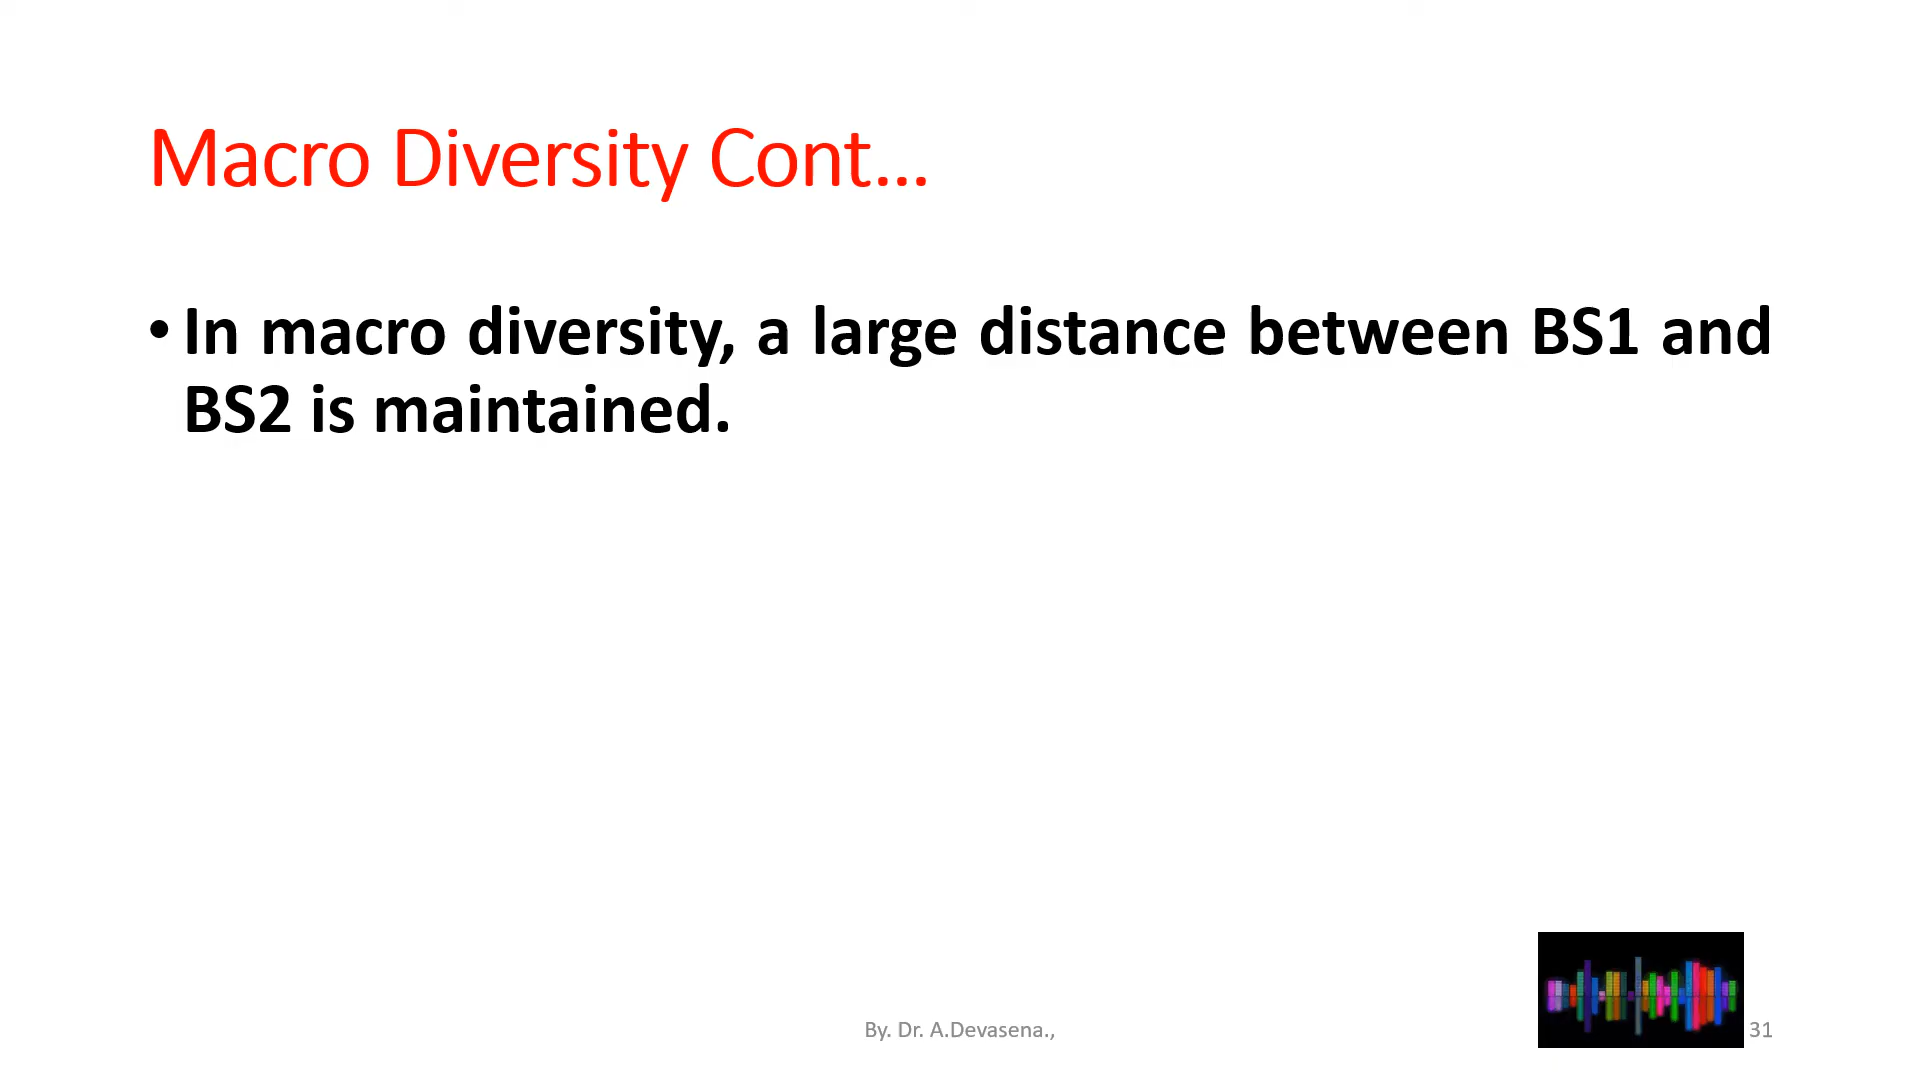 Macro Diversity Cont...
• In macro diversity, a large distance between BS1 and
BS2 is maintained.
By. Dr. A.Devasena.,
31